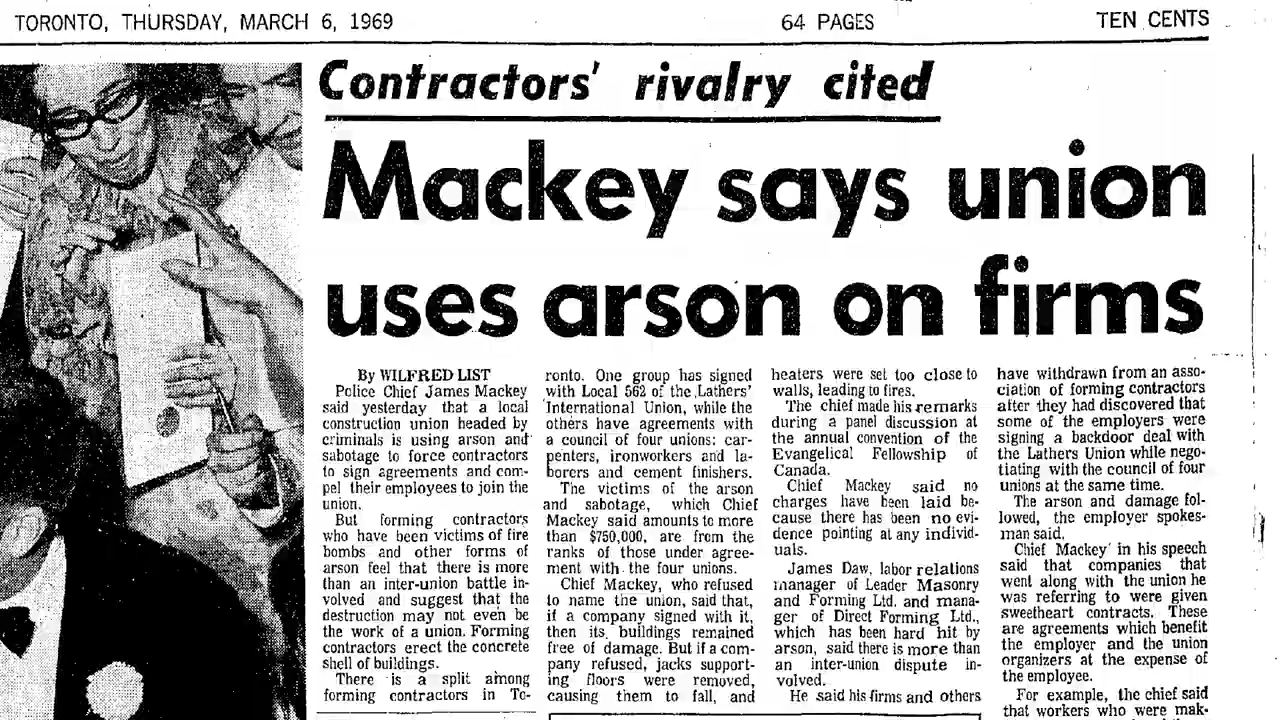 TORONTO, THURSDAY, MARCH 6, 1969 64 PAGES TEN CENTS
Contractors' rivalry cited
Mackey says union
uses arson on firms
By WILFRED LIST
Police Chief James Mackey
said yesterday that a local
construction union headed by
criminals is using arson and
sabotage to force contractors
to sign agreements and com-
pel their employees to join the
union.
But forming contractors
who have been victims of fire
bombs and other forms of
arson feel that there is more
than an inter-union battle in-
volved and suggest that the
destruction may not even be
the work of a union. Forming
contractors erect the concrete
shell of buildings.
There is a split among
forming contractors in To-
ronto. One group has signed
with Local 562 of the Lathers'
International Union, while the
others have agreements with
a council of four unions: car-
penters, ironworkers and la-
borers and cement finishers.
The victims of the arson
and sabotage, which Chief
Mackey said amounts to more
than $750,000, are from the
ranks of those under agree-
ment with the four unions.
Chief Mackey, who refused
to name the union, said that,
if a company signed with it,
then its buildings remained
free of damage. But if a com-
pany refused, jacks support-
ing floors were removed,
causing them to fall, and
heaters were set too close to
walls, leading to fires.
The chief made his remarks
during a panel discussion at
the annual convention of the
Evangelical Fellowship of
Canada.
Chief Mackey said no
charges have been laid be-
cause there has been no evi-
dence pointing at any individ-
uals.
James Daw, labor relations
manager of Leader Masonry
and Forming Ltd. and mana-
ger of Direct Forming Ltd.,
which has been hard hit by
arson, said there is more than
an inter-union dispute in-
volved.
He said his firms and others
have withdrawn from an asso-
ciation of forming contractors
after they had discovered that
some of the employers were
signing a backdoor deal with
the Lathers Union while nego-
tiating with the council of four
unions at the same time.
The arson and damage fol-
lowed, the employer spokes-
man said.
Chief Mackey in his speech
said that companies that
went along with the union he
was referring to were given
sweetheart contracts. These
are agreements which benefit
the employer and the union
organizers at the expense of
the employee.
For example, the chief said
that workers who were mak-